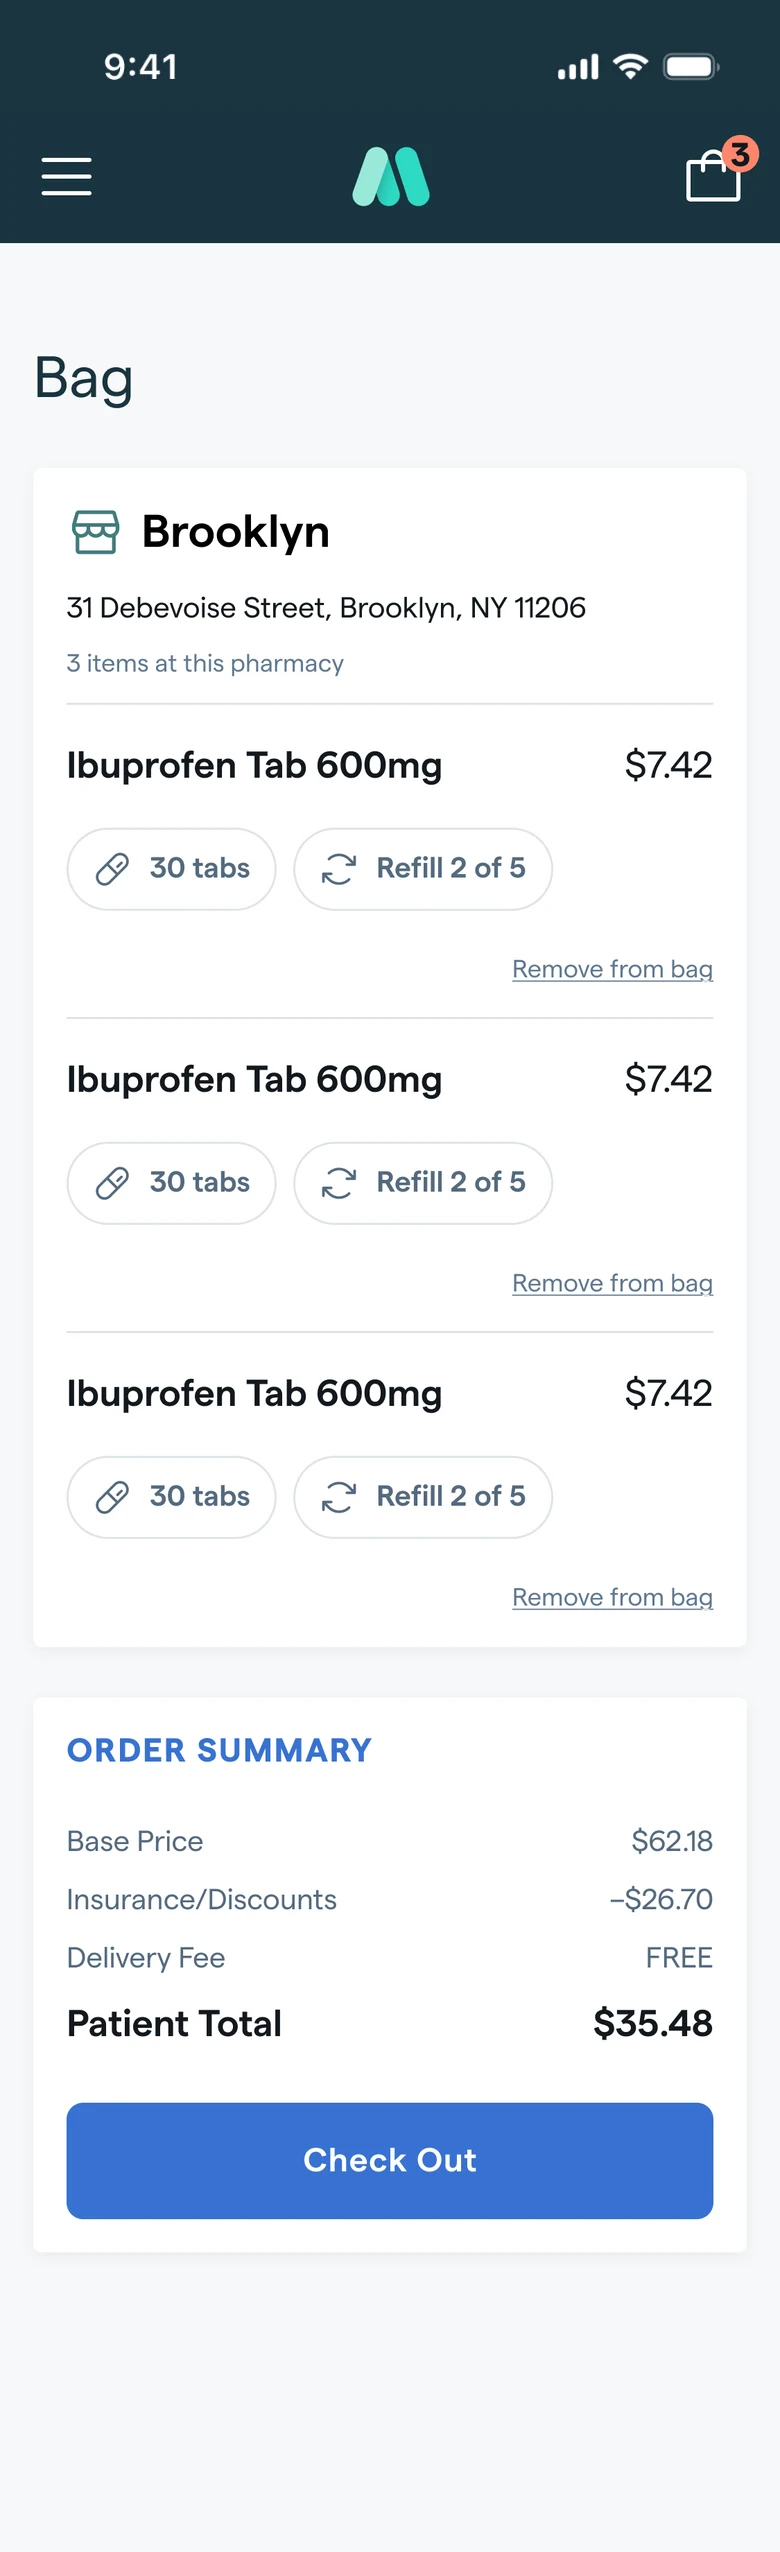 9:41
3
Bag
Brooklyn
31 Debevoise Street, Brooklyn, NY 11206
3 items at this pharmacy
Ibuprofen Tab 600mg $7.42
30 tabs Refill 2 of 5
Remove from bag
Ibuprofen Tab 600mg $7.42
30 tabs Refill 2 of 5
Remove from bag
Ibuprofen Tab 600mg $7.42
30 tabs Refill 2 of 5
Remove from bag
ORDER SUMMARY
Base Price $62.18
Insurance/Discounts –$26.70
Delivery Fee FREE
Patient Total $35.48
Check Out